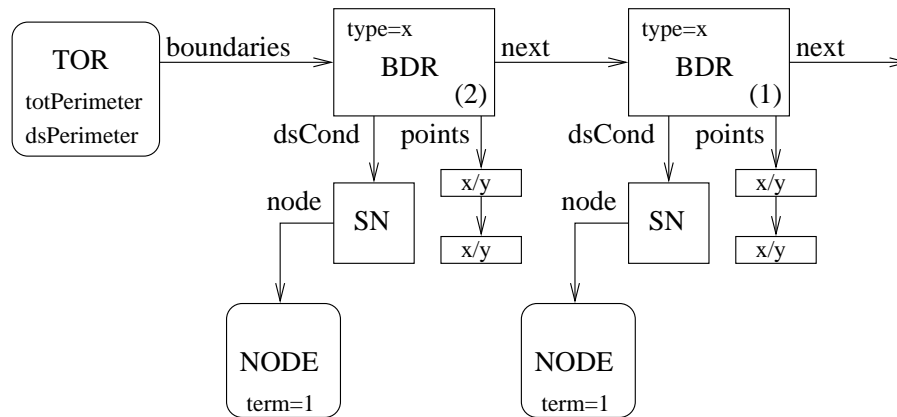 TOR
totPerimeter
dsPerimeter
boundaries
type=x
BDR
(2)
next
type=x
BDR
(1)
next
dsCond
points
dsCond
points
node
SN
x/y
x/y
node
SN
x/y
x/y
NODE
term=1
NODE
term=1